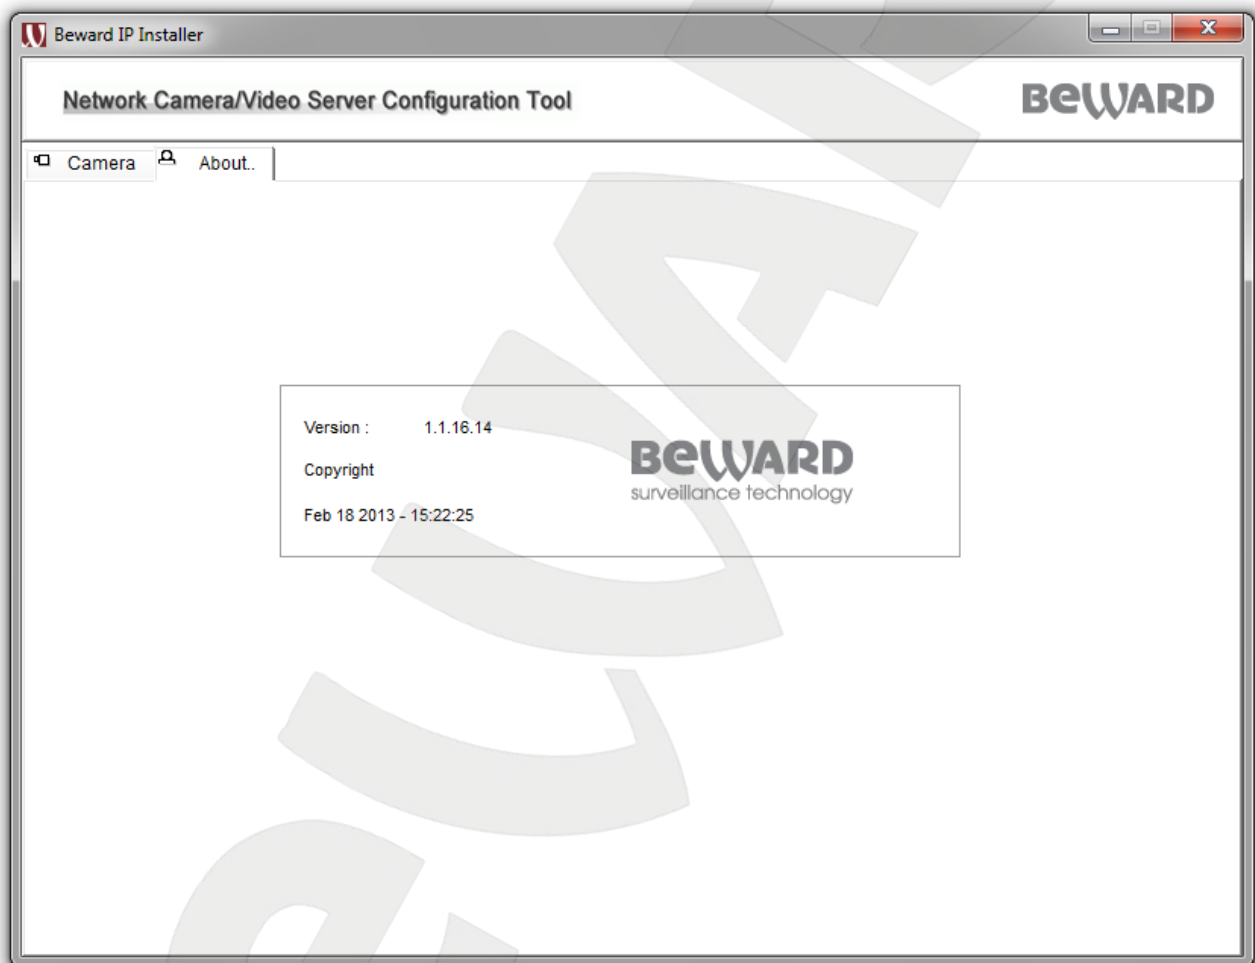 Beward IP Installer
Network Camera/Video Server Configuration Tool
BEWARD
Camera
About..
Version : 1.1.16.14
Copyright
Feb 18 2013 - 15:22:25
BEWARD
surveillance technology